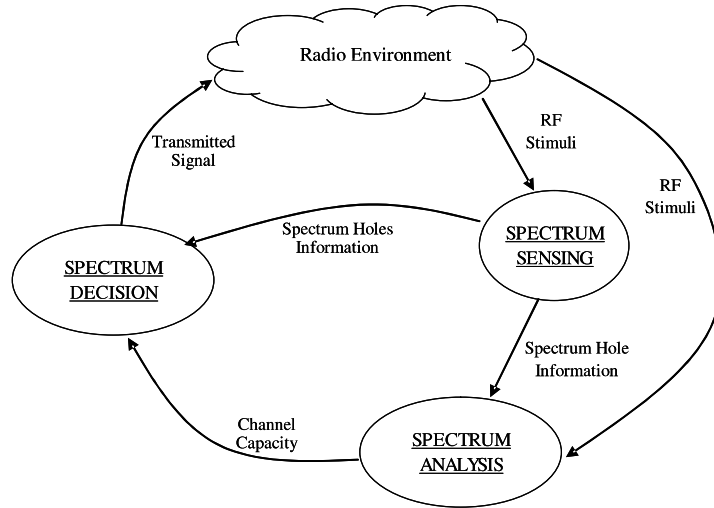 Radio Environment
RF
Stimuli
Transmitted
Signal
RF
Stimuli
Spectrum Holes
Information
SPECTRUM
SENSING
SPECTRUM
DECISION
Spectrum Hole
Information
Channel
Capacity
SPECTRUM
ANALYSIS